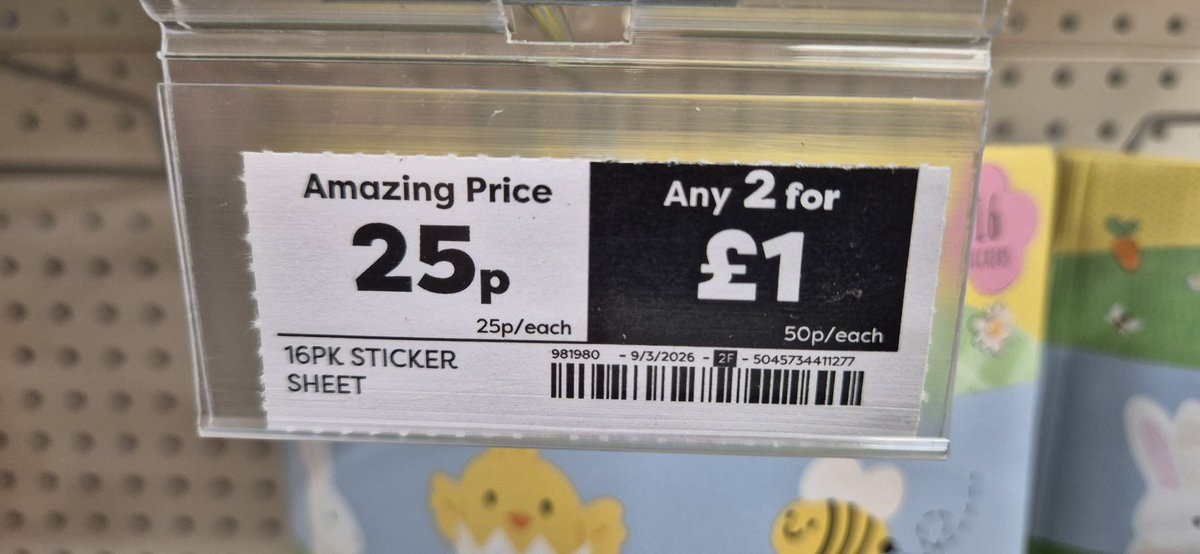 Amazing Price
25p
25p/each
Any 2 for
£1
50p/each
16PK STICKER
SHEET
981980 - 9/3/2026 - 2F - 5045734411277